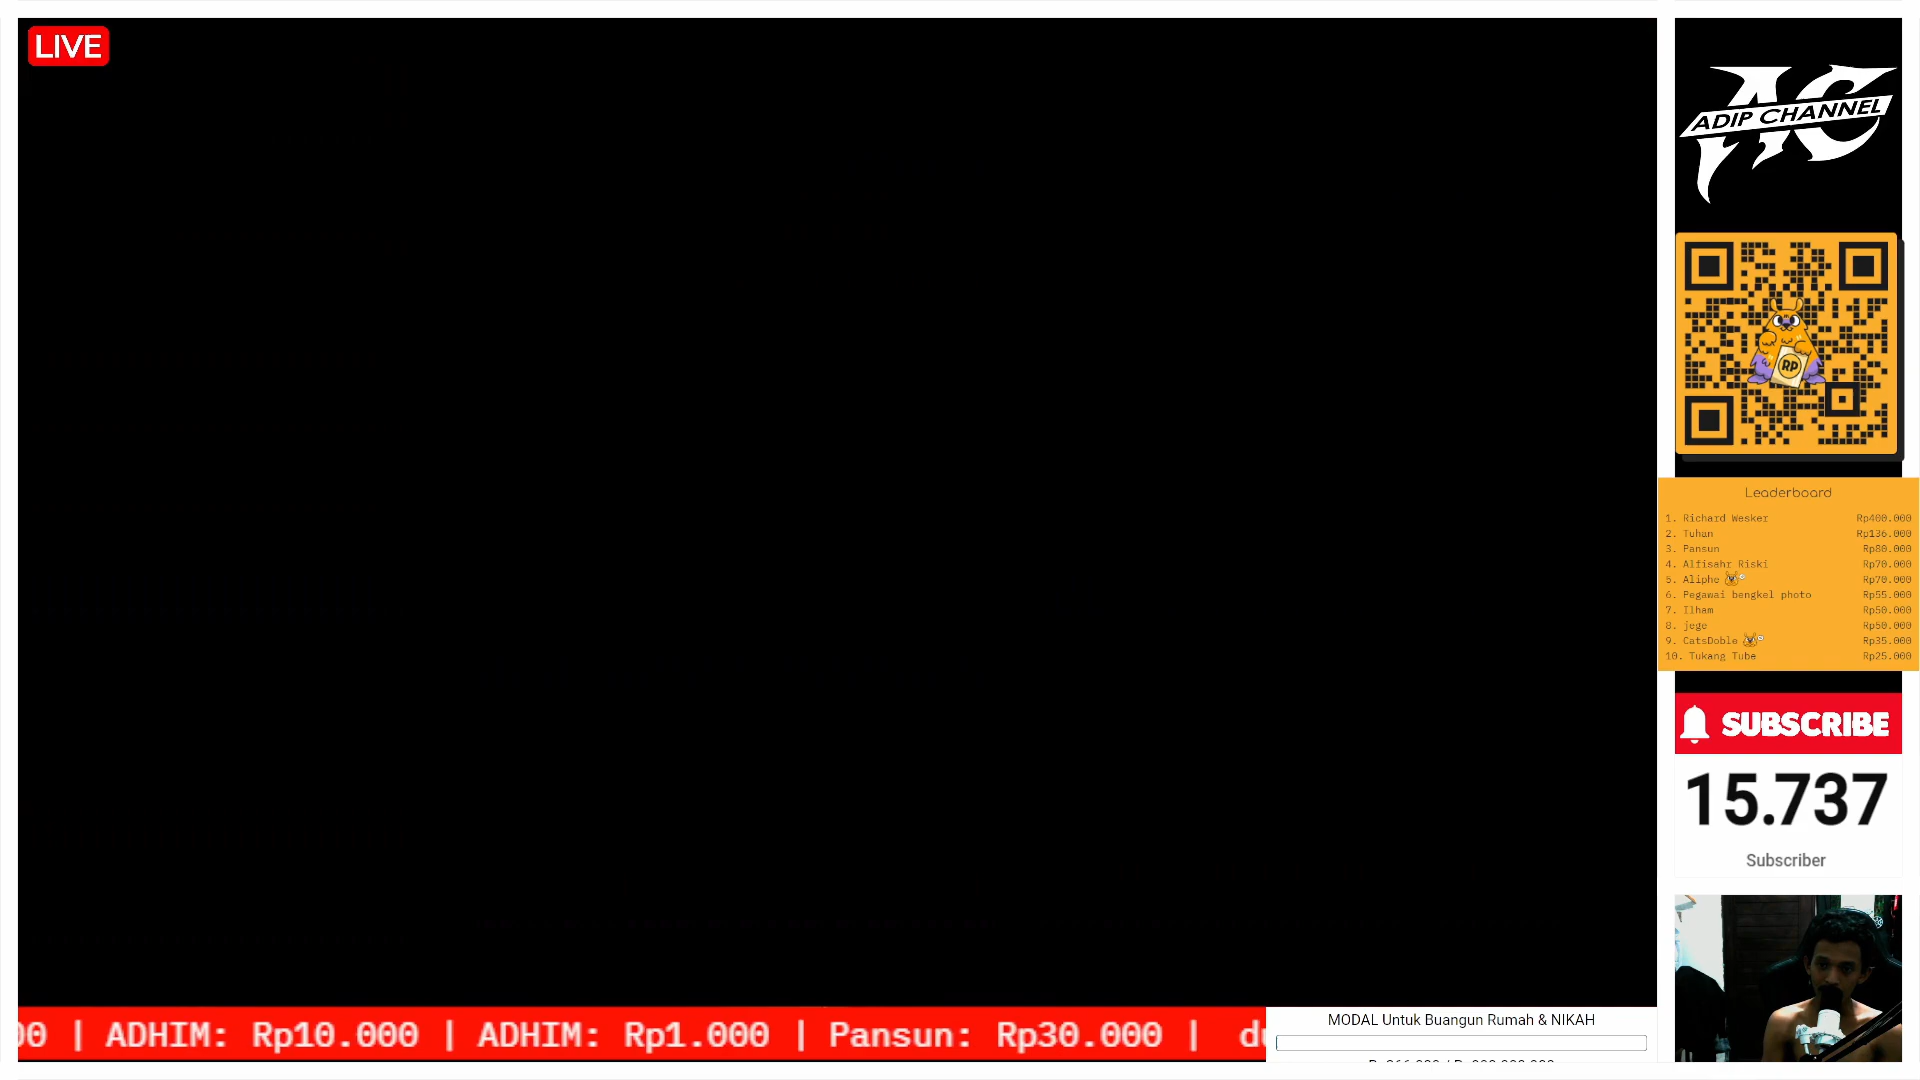 LIVE
ADIP CHANNEL
RP
Leaderboard
1. Richard Wesker Rp400.000
2. Tuhan Rp136.000
3. Pansun Rp80.000
4. Alfisahr Riski Rp70.000
5. Aliphe Rp70.000
6. Pegawai bengkel photo Rp55.000
7. Ilham Rp50.000
8. jege Rp50.000
9. CatsDoble Rp35.000
10. Tukang Tube Rp25.000
SUBSCRIBE
15.737
Subscriber
00 | ADHIM: Rp10.000 | ADHIM: Rp1.000 | Pansun: Rp30.000 |
MODAL Untuk Buangun Rumah & NIKAH